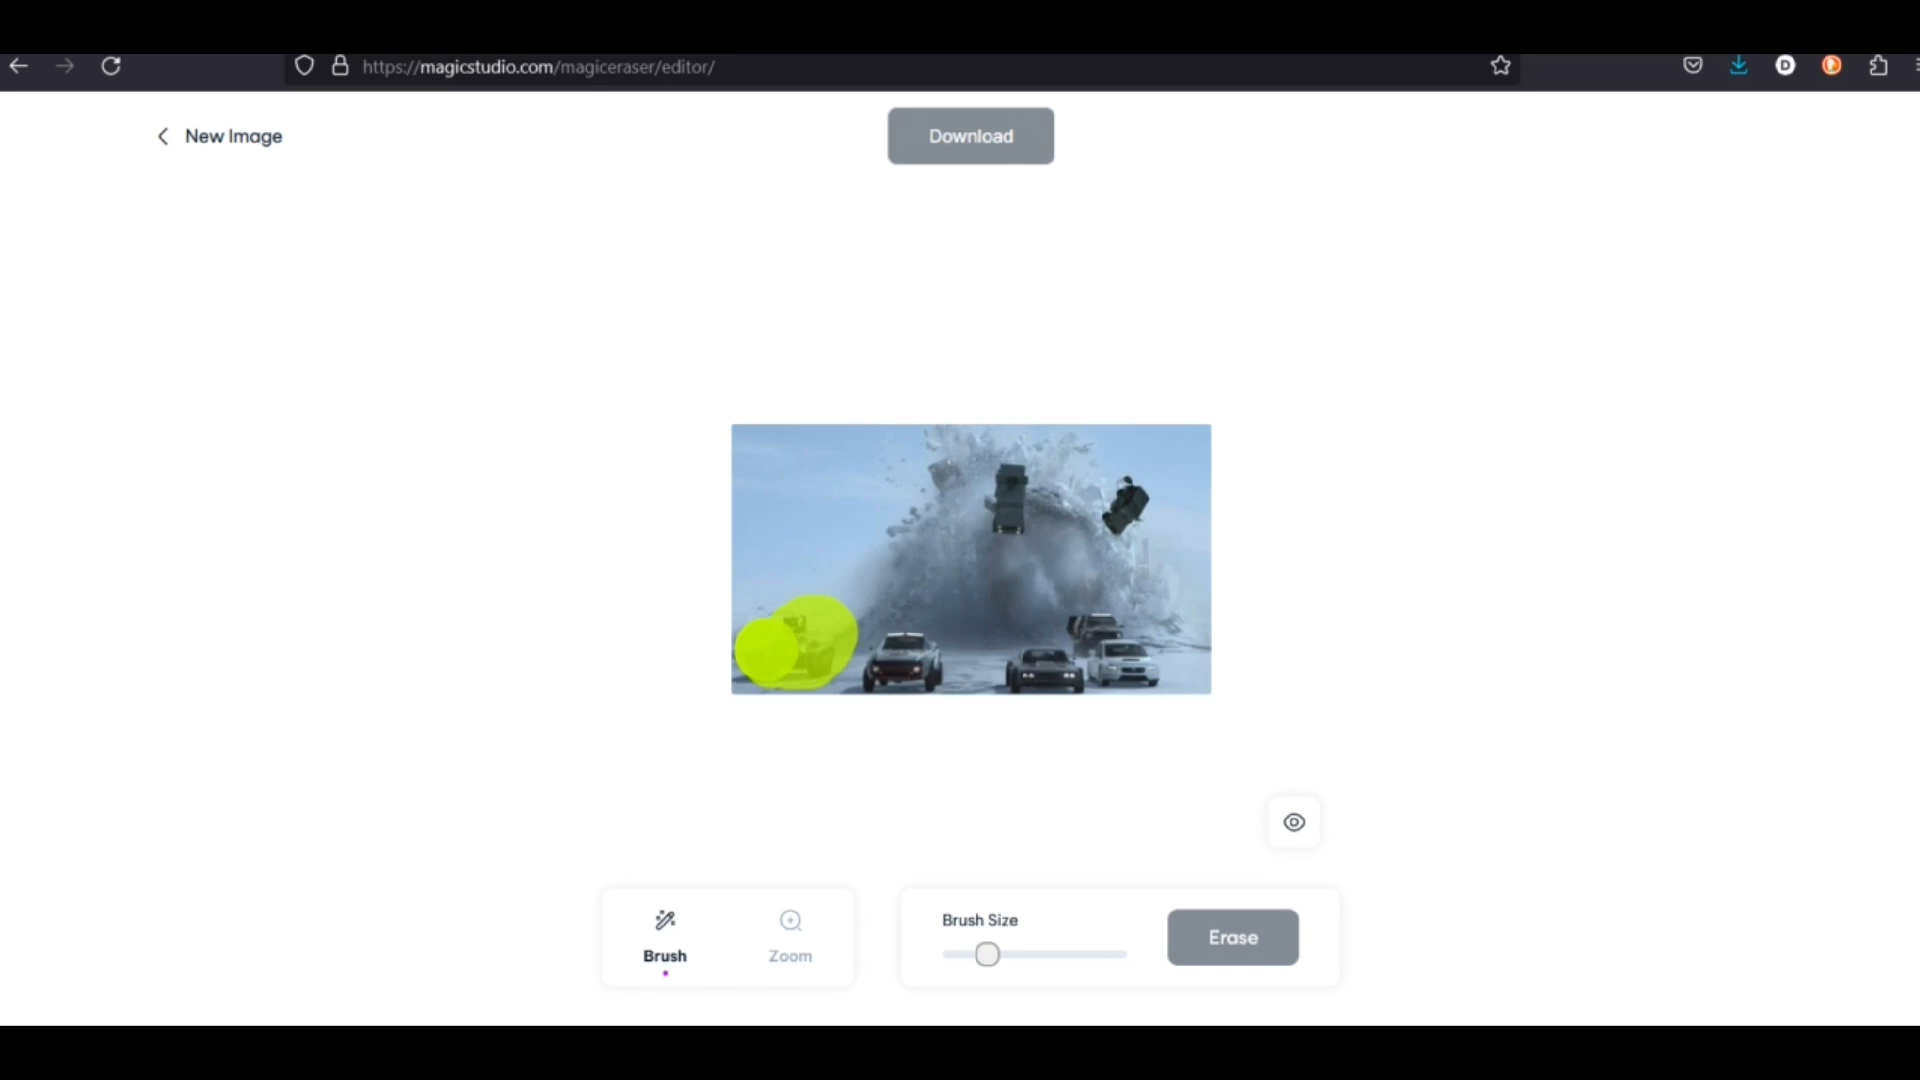 https://magicstudio.com/magiceraser/editor/
D
New Image
Download
Brush
Zoom
Brush Size
Erase